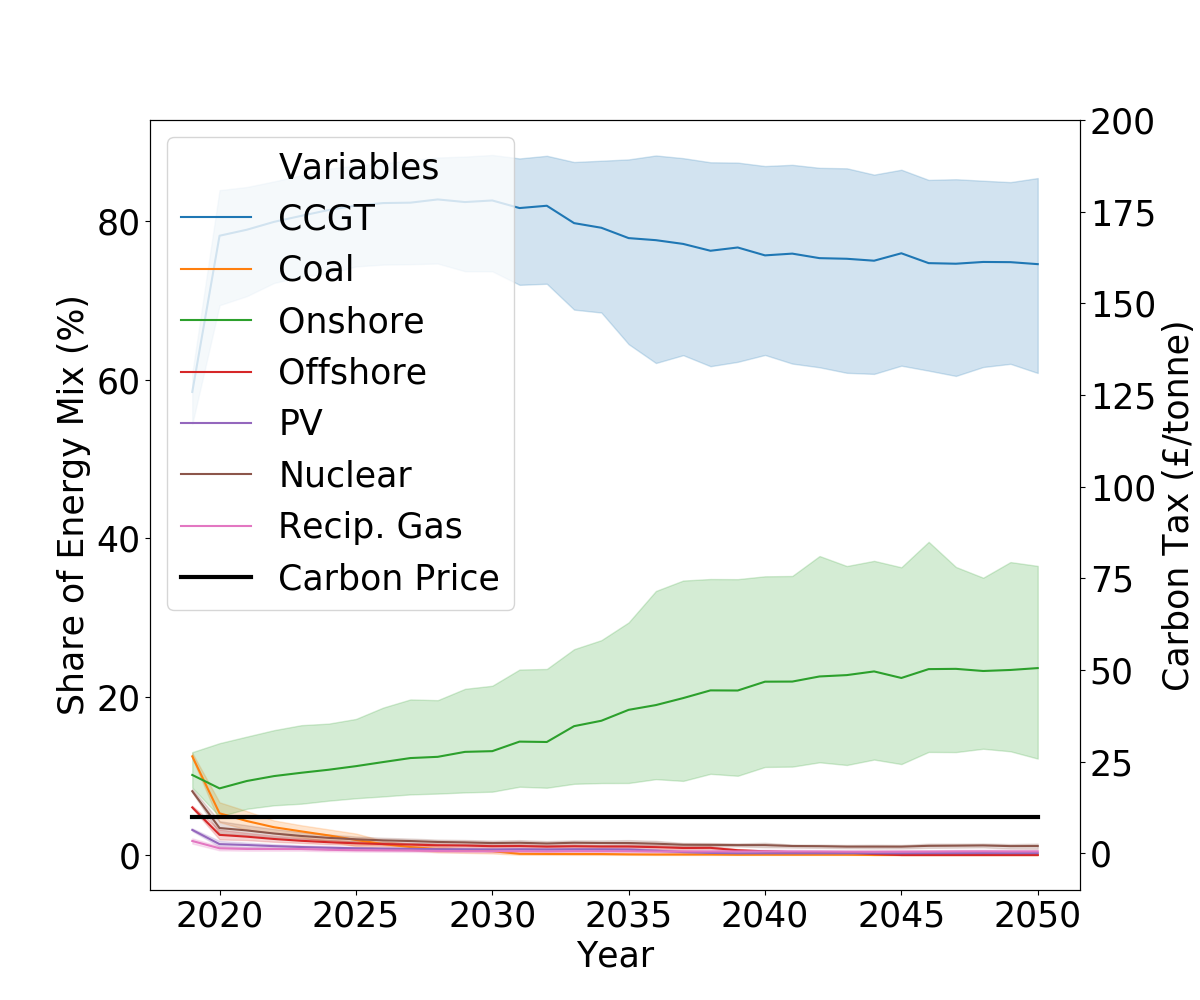 Variables
CCGT
Coal
Onshore
Offshore
PV
Nuclear
Recip. Gas
Carbon Price
Share of Energy Mix (%)
80
60
40
20
0
200
175
150
125
100
75
50
25
0
Carbon Tax (£/tonne)
2020 2025 2030 2035 2040 2045 2050
Year